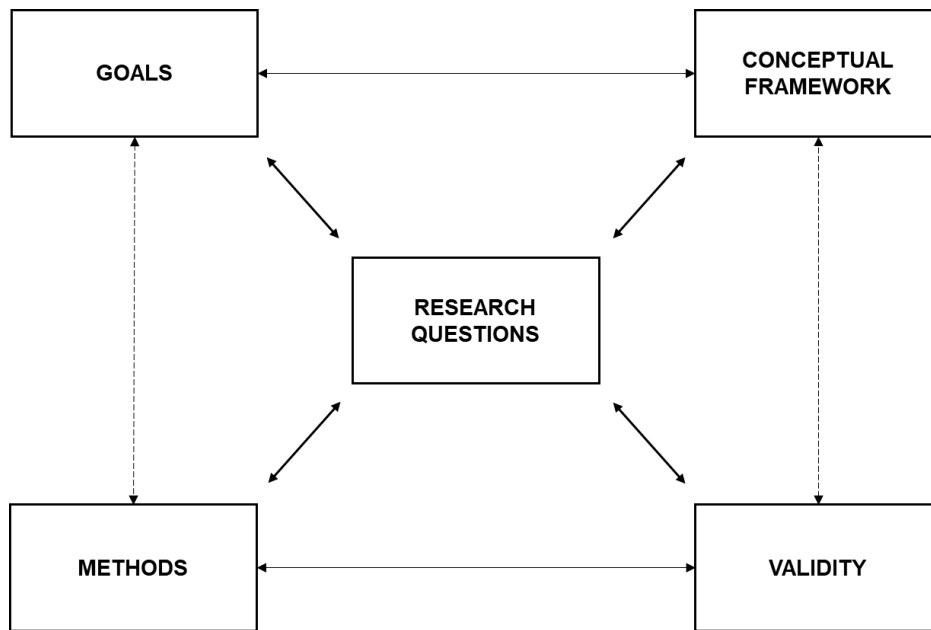 GOALS
CONCEPTUAL
FRAMEWORK
RESEARCH
QUESTIONS
METHODS
VALIDITY